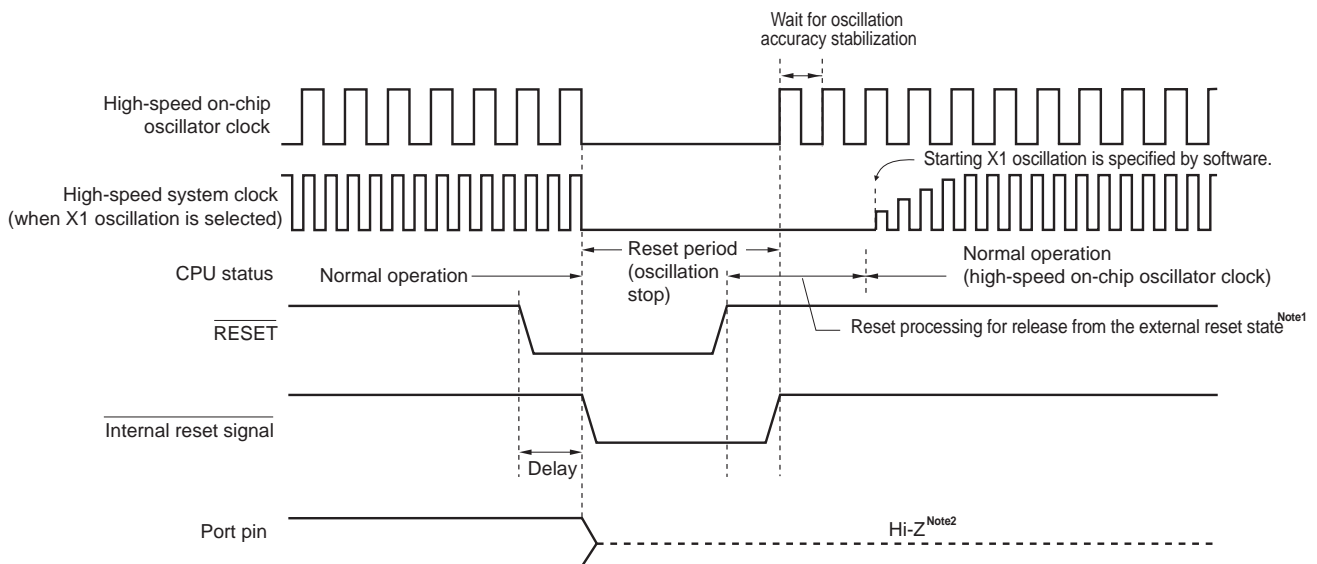 Wait for oscillation
accuracy stabilization
High-speed on-chip
oscillator clock
Starting X1 oscillation is specified by software.
High-speed system clock
(when X1 oscillation is selected)
Reset period
(oscillation
stop)
Normal operation
(high-speed on-chip oscillator clock)
CPU status
Normal operation
RESET
Reset processing for release from the external reset state Note1
Internal reset signal
Delay
Port pin
Hi-Z Note2